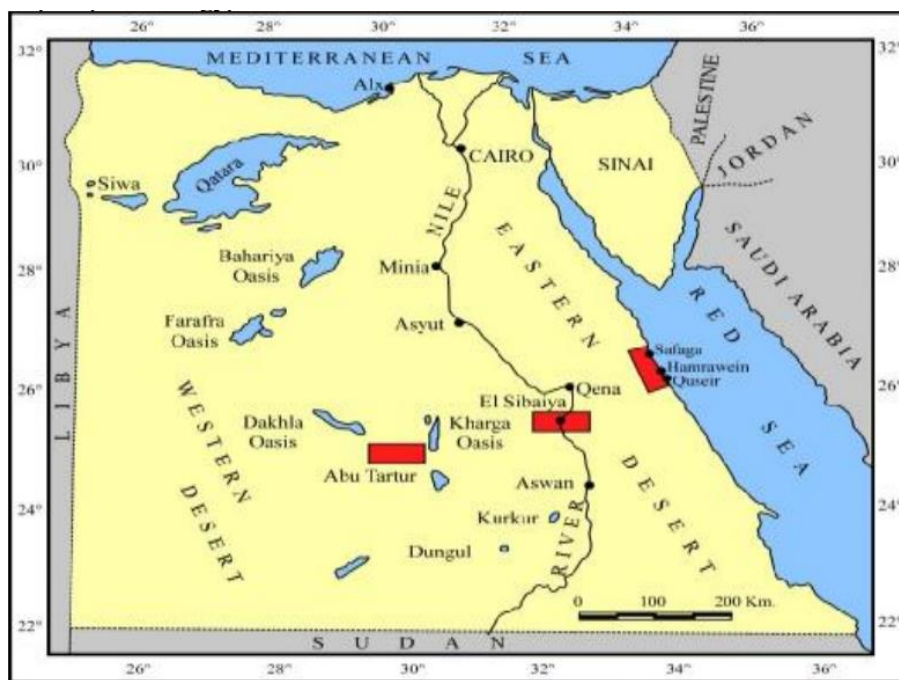 26°
28°
30°
32°
34°
36°
32°
32°
MEDITERRANEAN SEA
Alx
PALESTINE
JORDAN
30°
30°
CAIRO
SINAI
Siwa
Qatara
NILE
SAUDI ARABIA
28°
28°
Bahariya
Oasis
Minia
EASTERN
RED
Farafra
Oasis
Asyut
Safaga
Hamrawein
Quseir
LIBYA
26°
26°
Qena
El Sibaiya
WESTERN
Dakhla
Oasis
Kharga
Oasis
SEA
Abu Tartur
24°
24°
Aswan
DESERT
Kurkur
DESERT
Dungul
RIVER
0 100 200 Km.
22°
22°
SUDAN
26°
28°
30°
32°
34°
36°